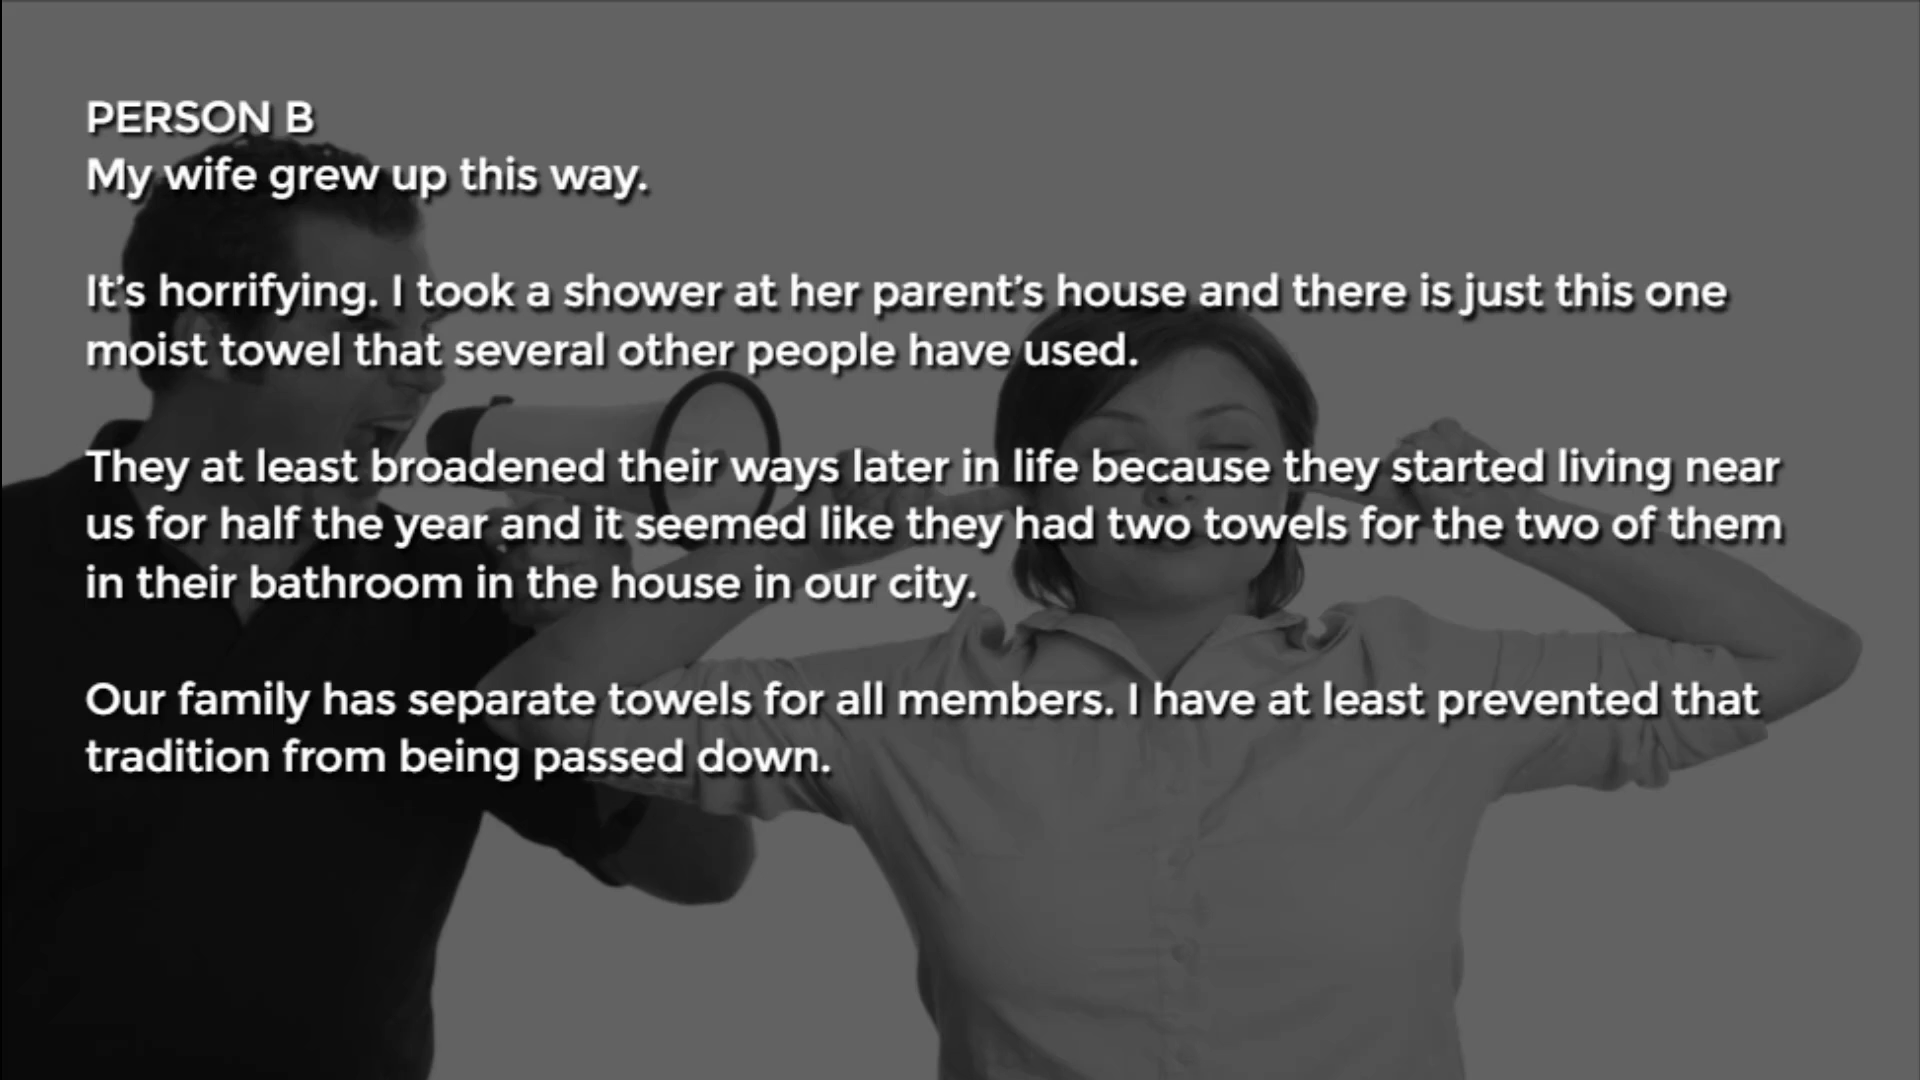 PERSON B
My wife grew up this way.
It’s horrifying. I took a shower at her parent’s house and there is just this one
moist towel that several other people have used.
They at least broadened their ways later in life because they started living near
us for half the year and it seemed like they had two towels for the two of them
in their bathroom in the house in our city.
Our family has separate towels for all members. I have at least prevented that
tradition from being passed down.